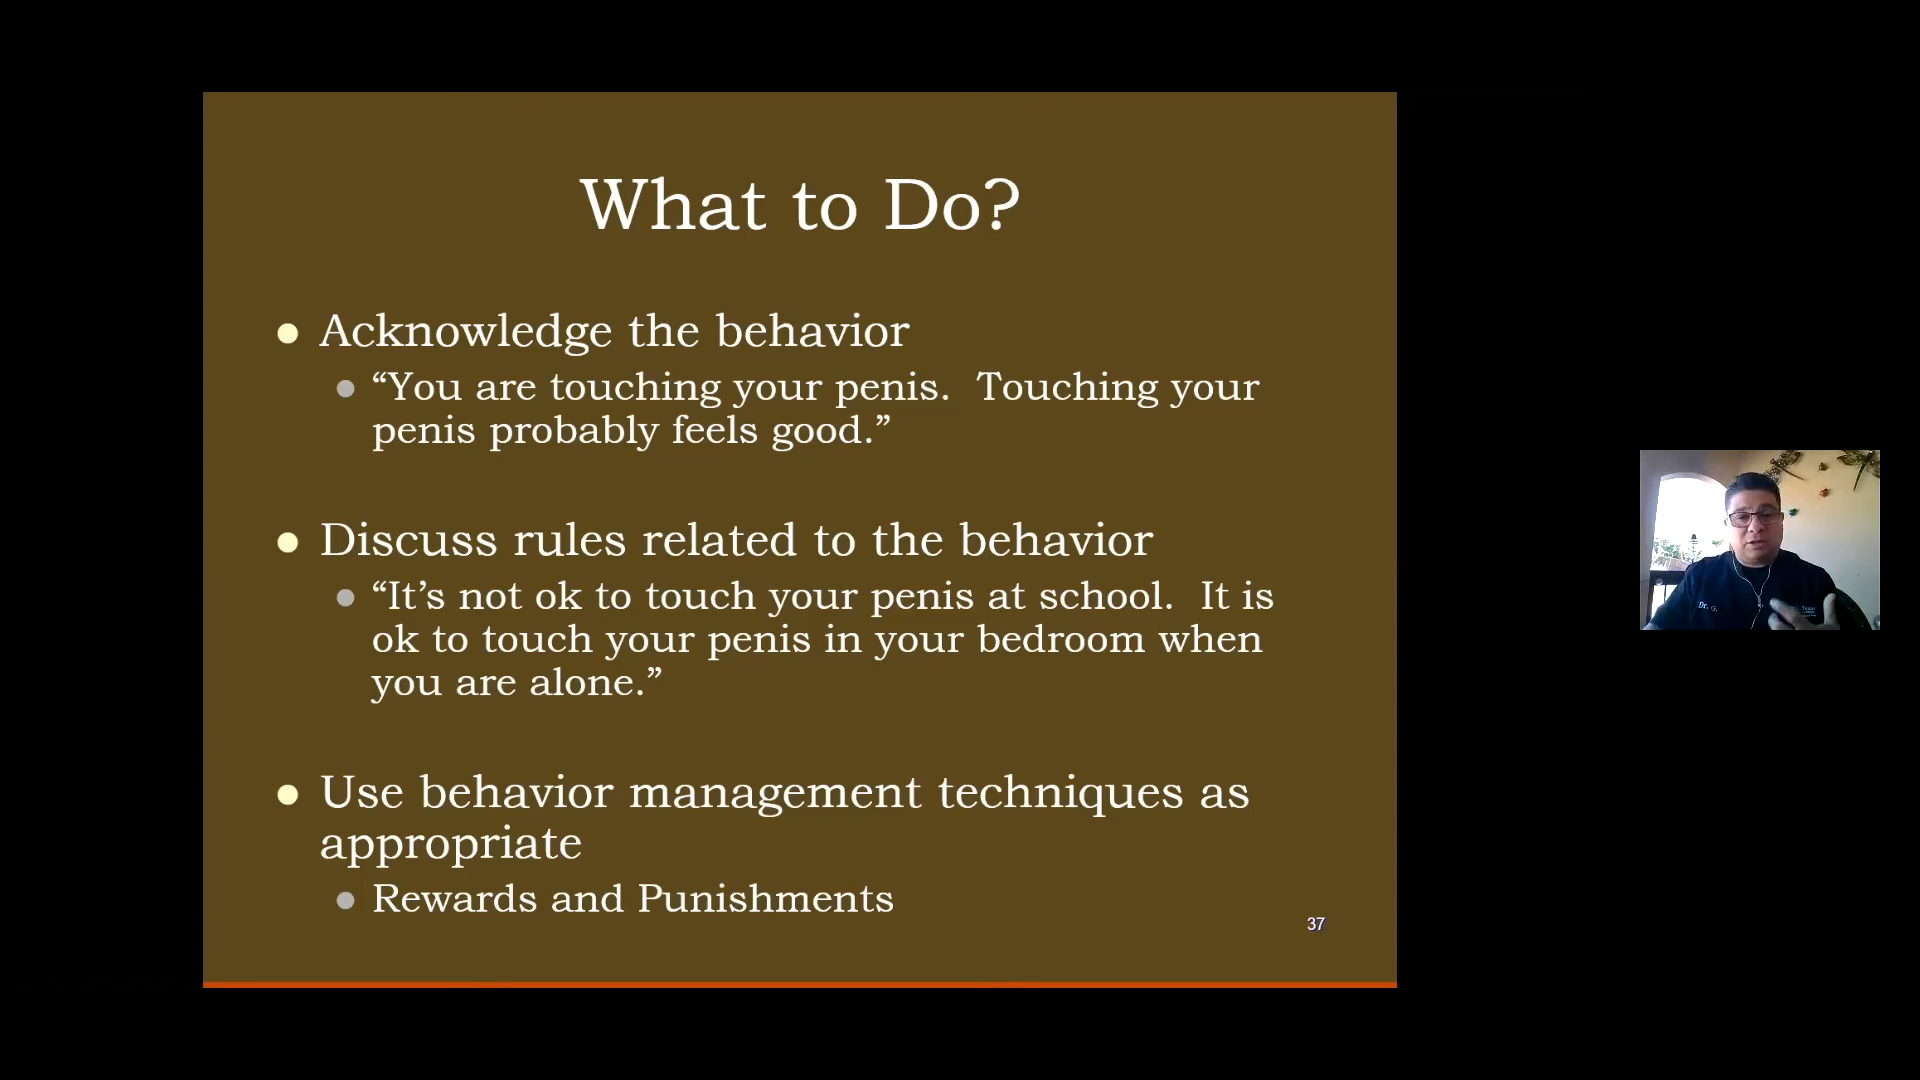 What to Do?
Acknowledge the behavior
“You are touching your penis.  Touching your
penis probably feels good.”
Discuss rules related to the behavior
“It’s not ok to touch your penis at school.  It is
ok to touch your penis in your bedroom when
you are alone.”
Use behavior management techniques as
appropriate
Rewards and Punishments
37
Dr. G.
Texas